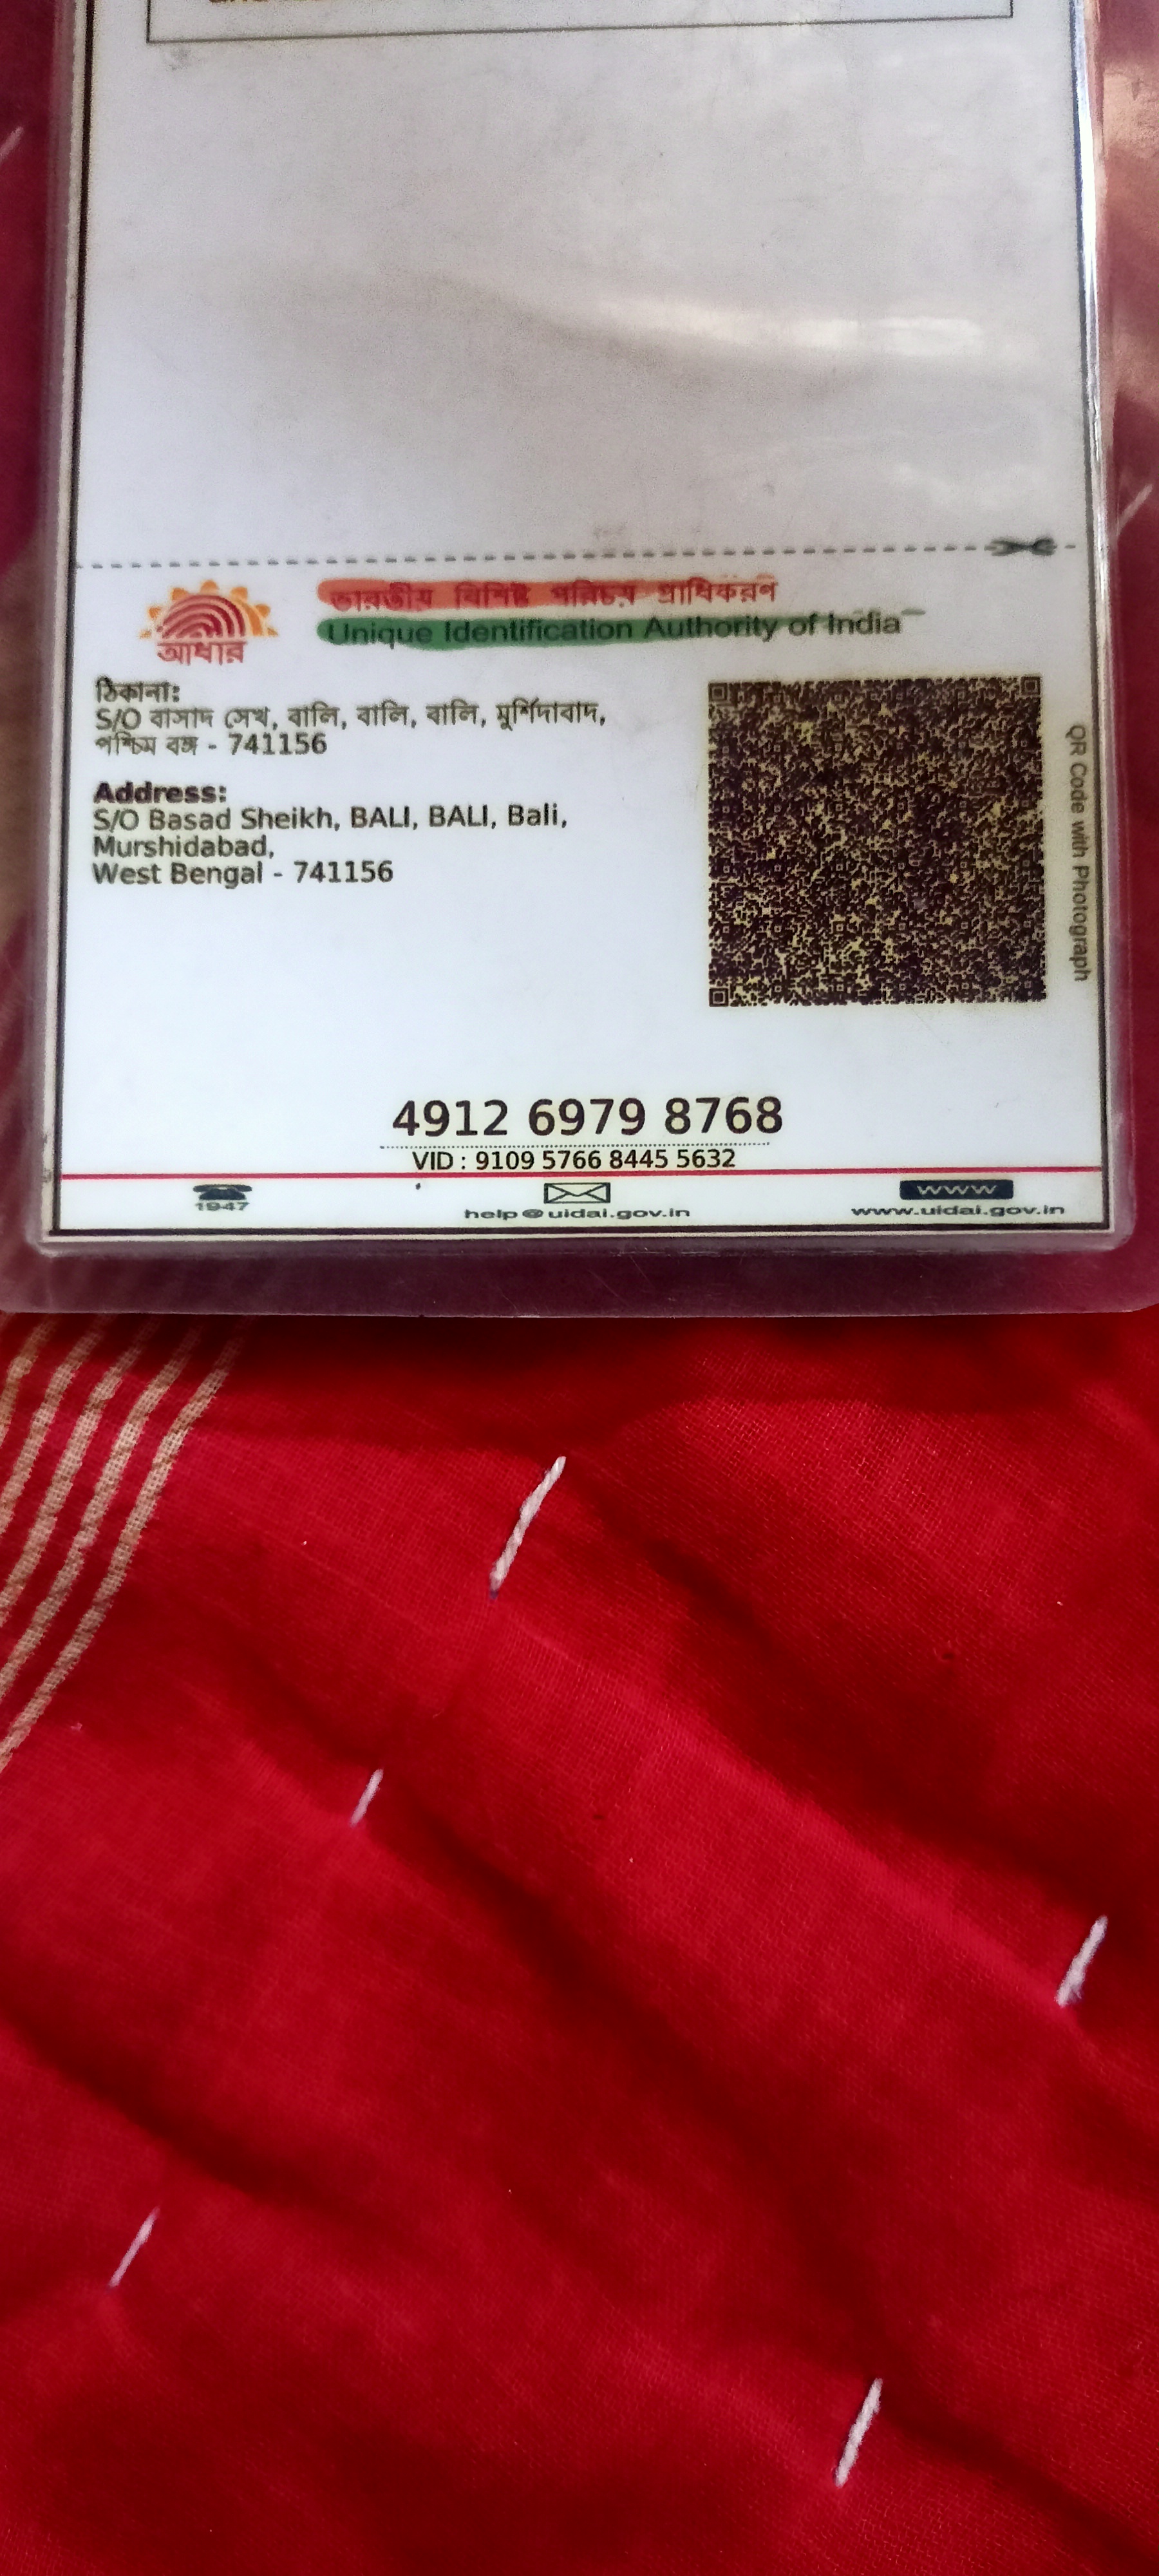 ভারতীয় বিশিষ্ট পরিচয় প্রাধিকরণ
Unique Identification Authority of India
আধার
ঠিকানা:
S/O বাসাদ সেখ, বালি, বালি, বালি, মুর্শিদাবাদ,
পশ্চিম বঙ্গ - 741156
Address:
S/O Basad Sheikh, BALI, BALI, Bali,
Murshidabad,
West Bengal - 741156
QR Code with Photograph
4912 6979 8768
VID : 9109 5766 8445 5632
1947
help@uidai.gov.in
WWW
www.uidai.gov.in